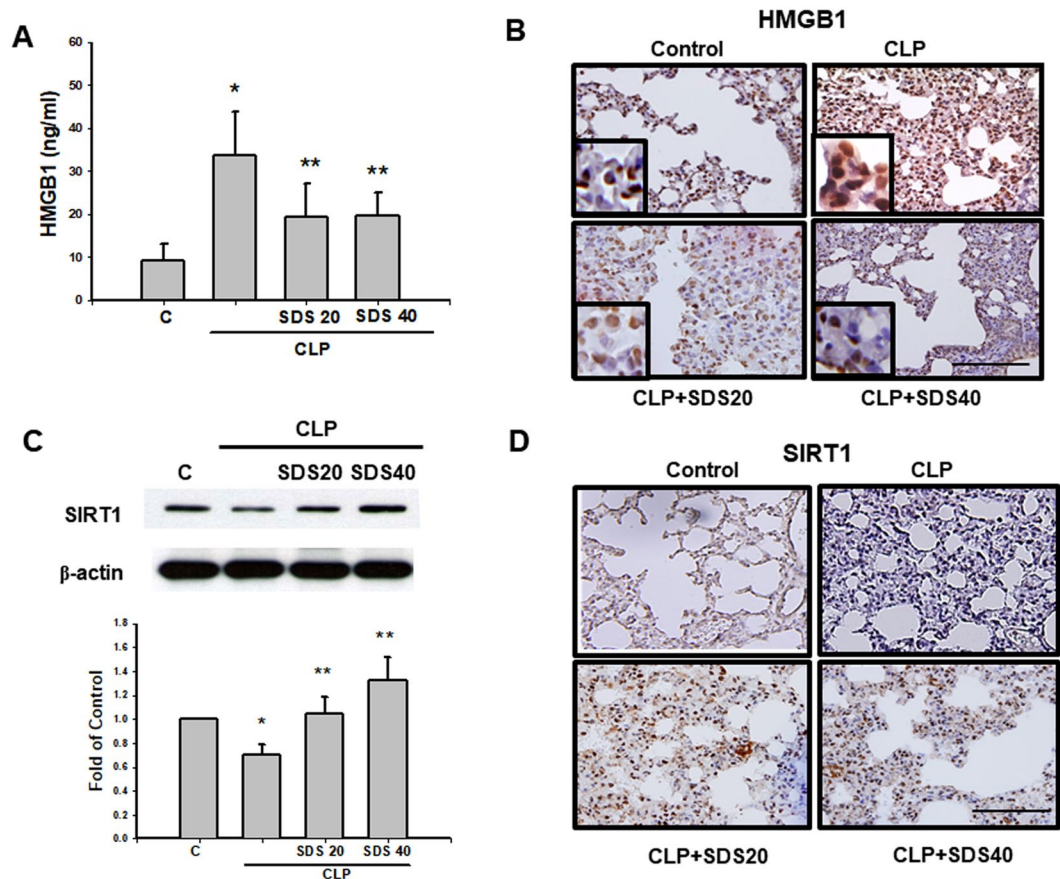 A
HMGB1 (ng/ml)
60
50
40
30
20
10
0
*
**
**
C
SDS 20
SDS 40
CLP
B
HMGB1
Control
CLP
CLP+SDS20
CLP+SDS40
C
CLP
C
SDS20
SDS40
SIRT1
β-actin
Fold of Control
1.8
1.6
1.4
1.2
1.0
0.8
0.6
0.4
0.2
0.0
*
**
**
C
SDS 20
SDS 40
CLP
D
SIRT1
Control
CLP
CLP+SDS20
CLP+SDS40